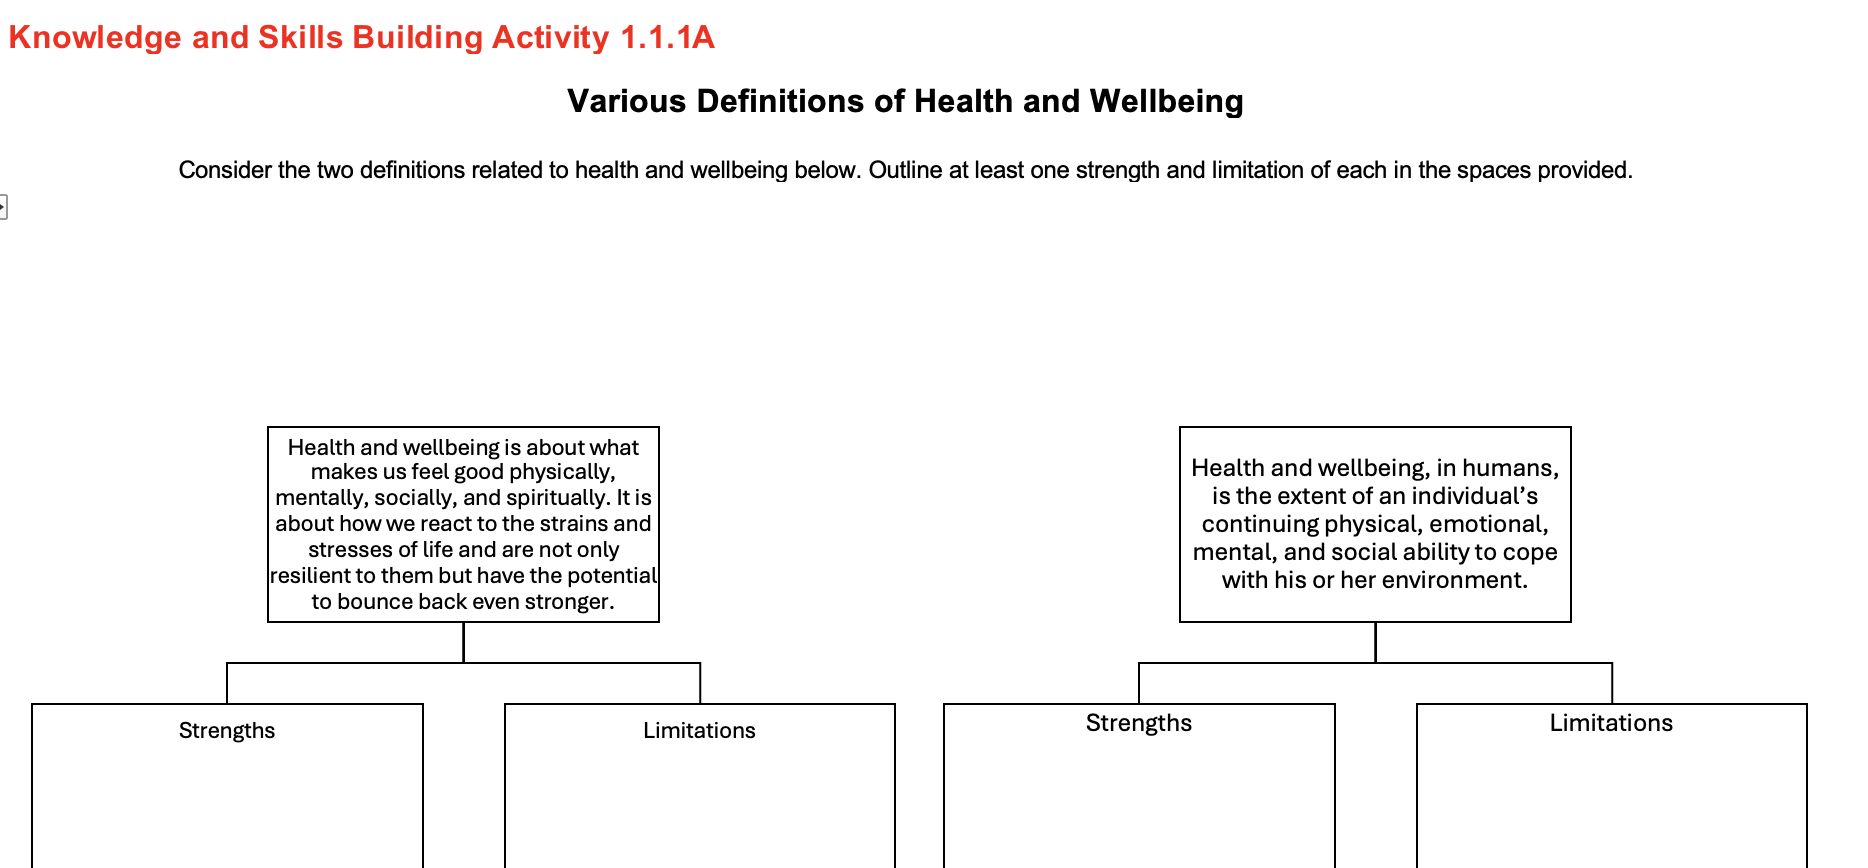 Knowledge and Skills Building Activity 1.1.1A
Various Definitions of Health and Wellbeing
Consider the two definitions related to health and wellbeing below. Outline at least one strength and limitation of each in the spaces provided.
Health and wellbeing is about what
makes us feel good physically,
mentally, socially, and spiritually. It is
about how we react to the strains and
stresses of life and are not only
resilient to them but have the potential
to bounce back even stronger.
Strengths
Limitations
Health and wellbeing, in humans,
is the extent of an individual’s
continuing physical, emotional,
mental, and social ability to cope
with his or her environment.
Strengths
Limitations